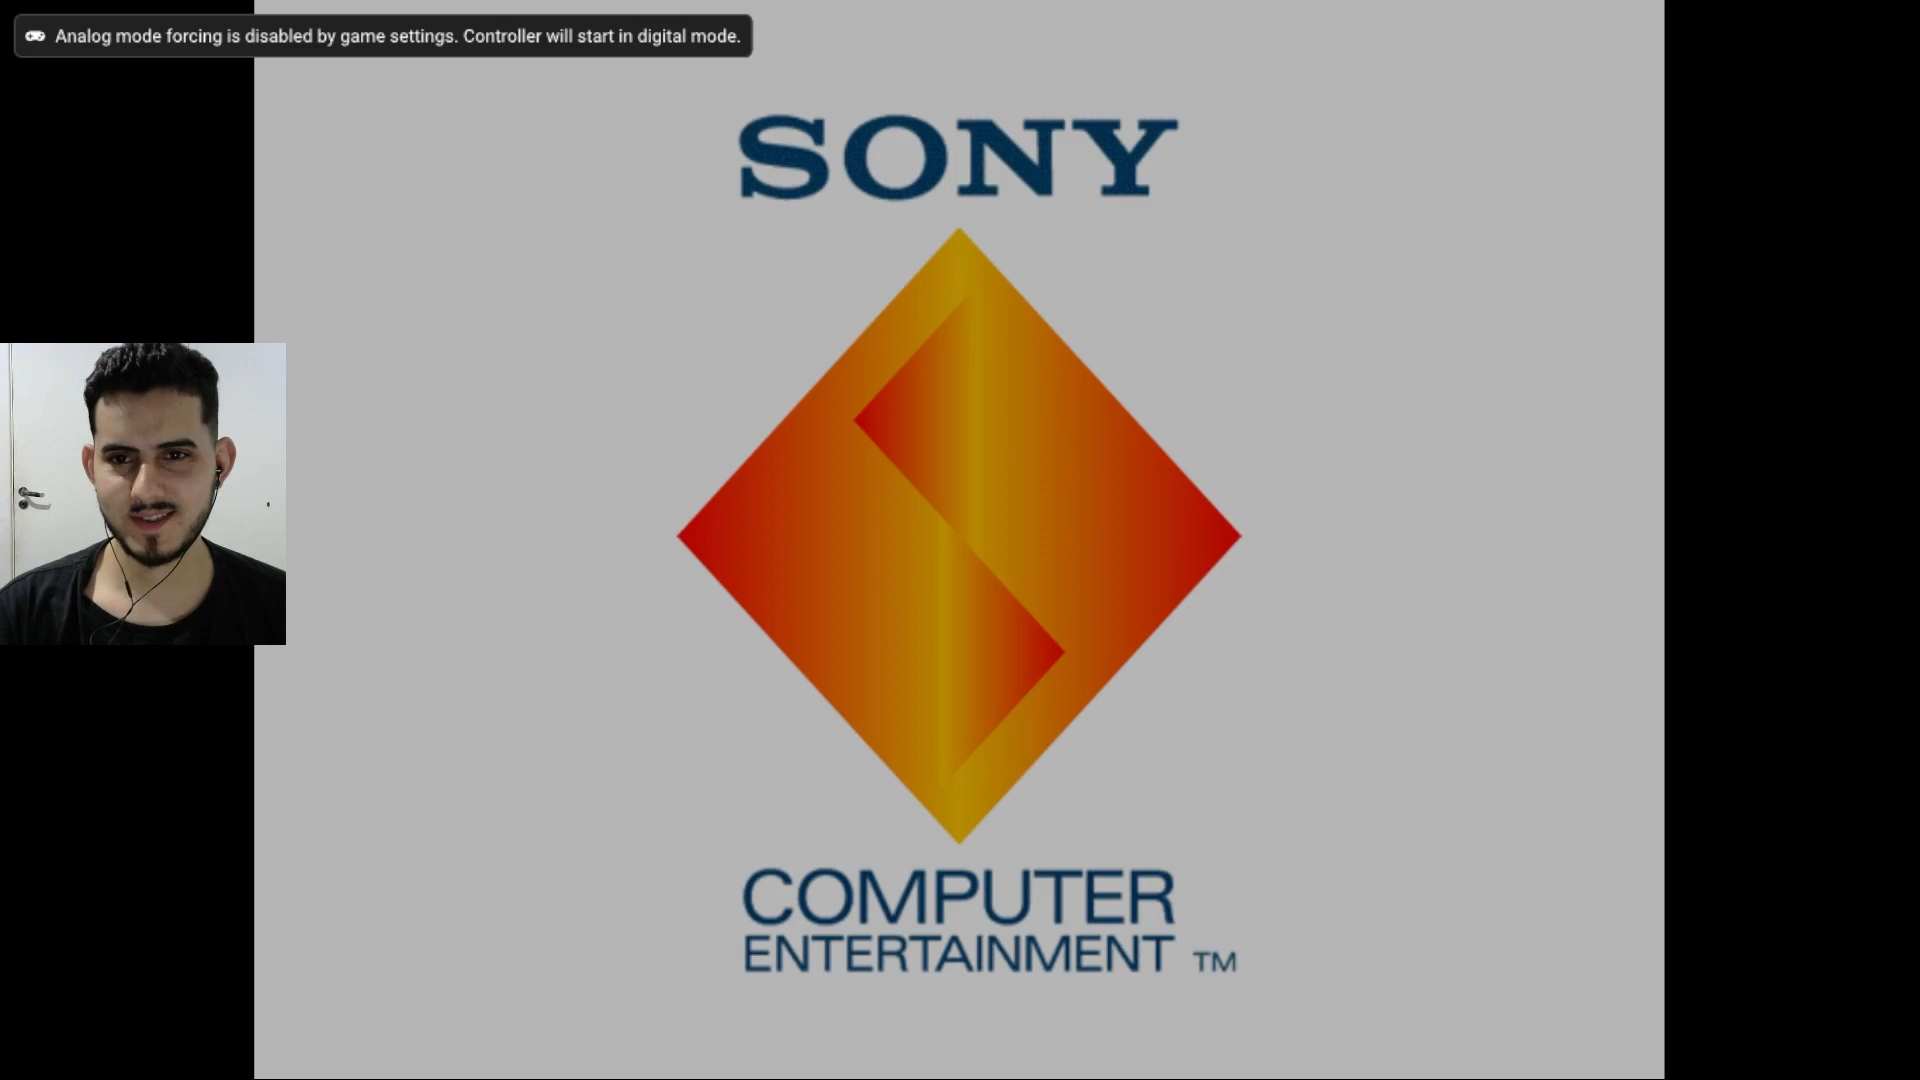 Analog mode forcing is disabled by game settings. Controller will start in digital mode.
SONY
COMPUTER
ENTERTAINMENT TM